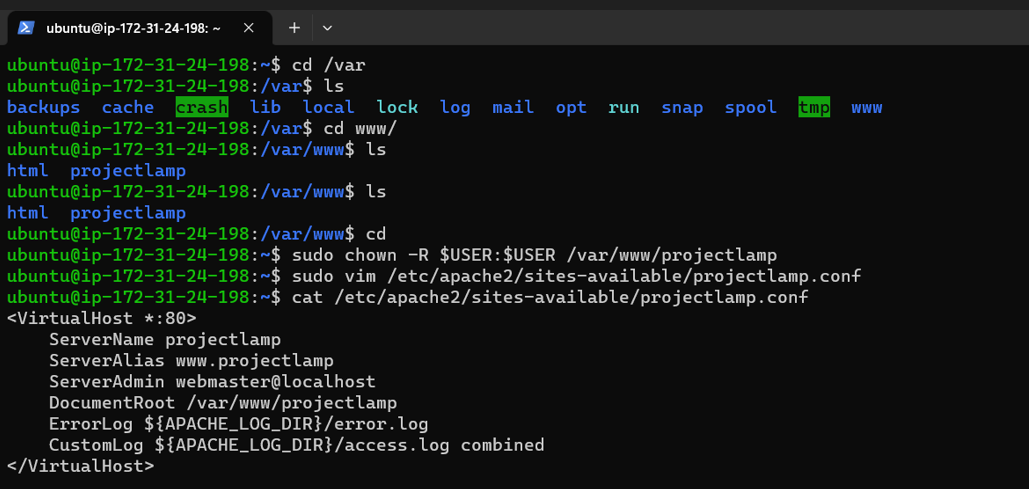 ubuntu@ip-172-31-24-198: ~
ubuntu@ip-172-31-24-198:~$ cd /var
ubuntu@ip-172-31-24-198:/var$ ls
backups  cache  crash  lib  local  lock  log  mail  opt  run  snap  spool  tmp  www
ubuntu@ip-172-31-24-198:/var$ cd www/
ubuntu@ip-172-31-24-198:/var/www$ ls
html  projectlamp
ubuntu@ip-172-31-24-198:/var/www$ ls
html  projectlamp
ubuntu@ip-172-31-24-198:/var/www$ cd
ubuntu@ip-172-31-24-198:~$ sudo chown -R $USER:$USER /var/www/projectlamp
ubuntu@ip-172-31-24-198:~$ sudo vim /etc/apache2/sites-available/projectlamp.conf
ubuntu@ip-172-31-24-198:~$ cat /etc/apache2/sites-available/projectlamp.conf
<VirtualHost *:80>
    ServerName projectlamp
    ServerAlias www.projectlamp
    ServerAdmin webmaster@localhost
    DocumentRoot /var/www/projectlamp
    ErrorLog ${APACHE_LOG_DIR}/error.log
    CustomLog ${APACHE_LOG_DIR}/access.log combined
</VirtualHost>